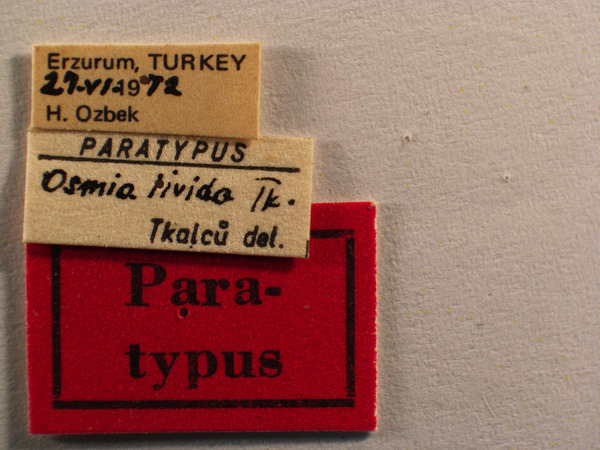 Erzurum, TURKEY
27-VI-1972
H. Ozbek
PARATYPUS
Osmia livida Tk.
Tkalců det.
Para-
typus